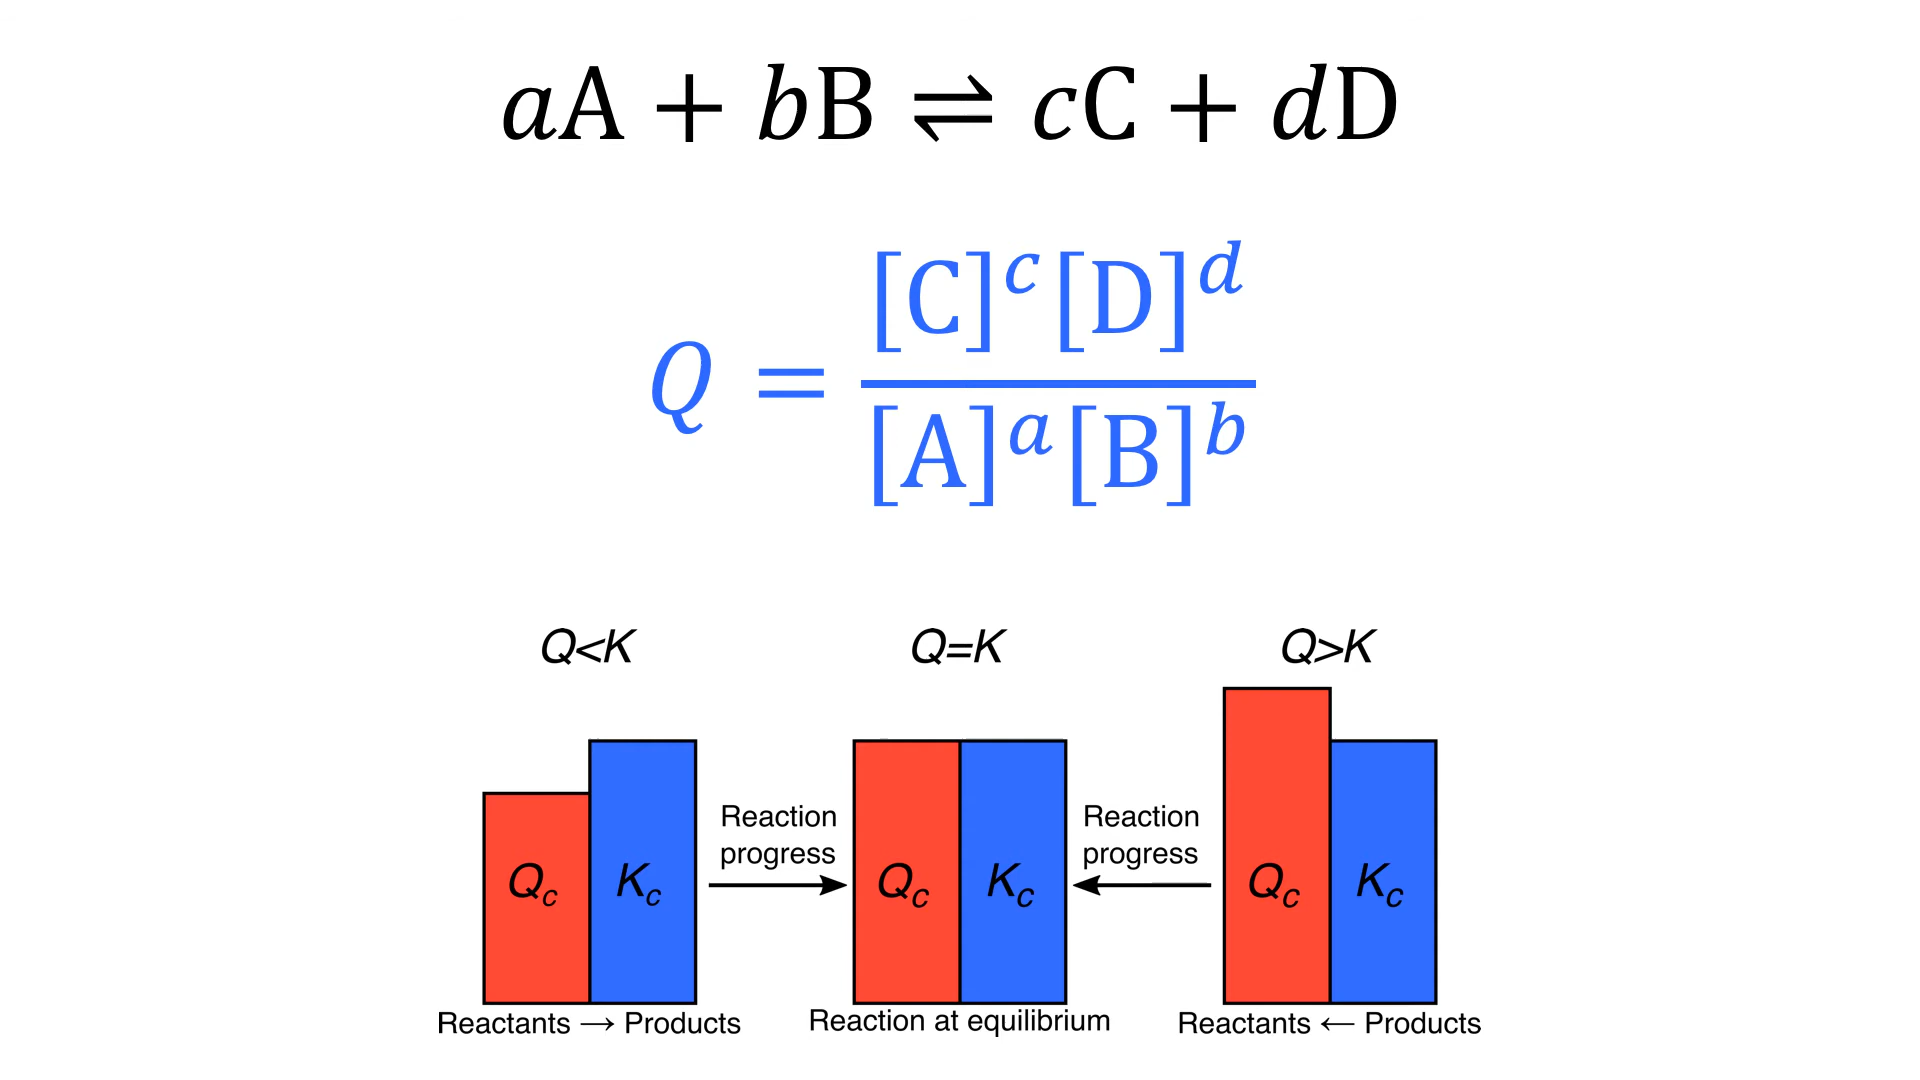 aA + bB ⇌ cC + dD
Q = [C]^c [D]^d / [A]^a [B]^b
Q<K
Q=K
Q>K
Reaction progress
Reaction progress
Q_c K_c
Q_c K_c
Q_c K_c
Reactants → Products
Reaction at equilibrium
Reactants ← Products